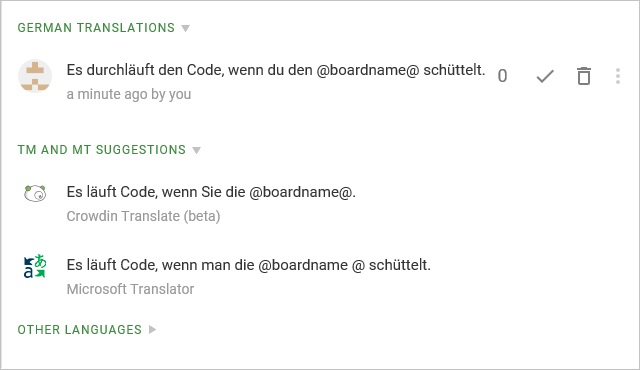 GERMAN TRANSLATIONS
Es durchläuft den Code, wenn du den @boardname@ schüttelt. 0
a minute ago by you
TM AND MT SUGGESTIONS
Es läuft Code, wenn Sie die @boardname@.
Crowdin Translate (beta)
Es läuft Code, wenn man die @boardname @ schüttelt.
Microsoft Translator
OTHER LANGUAGES